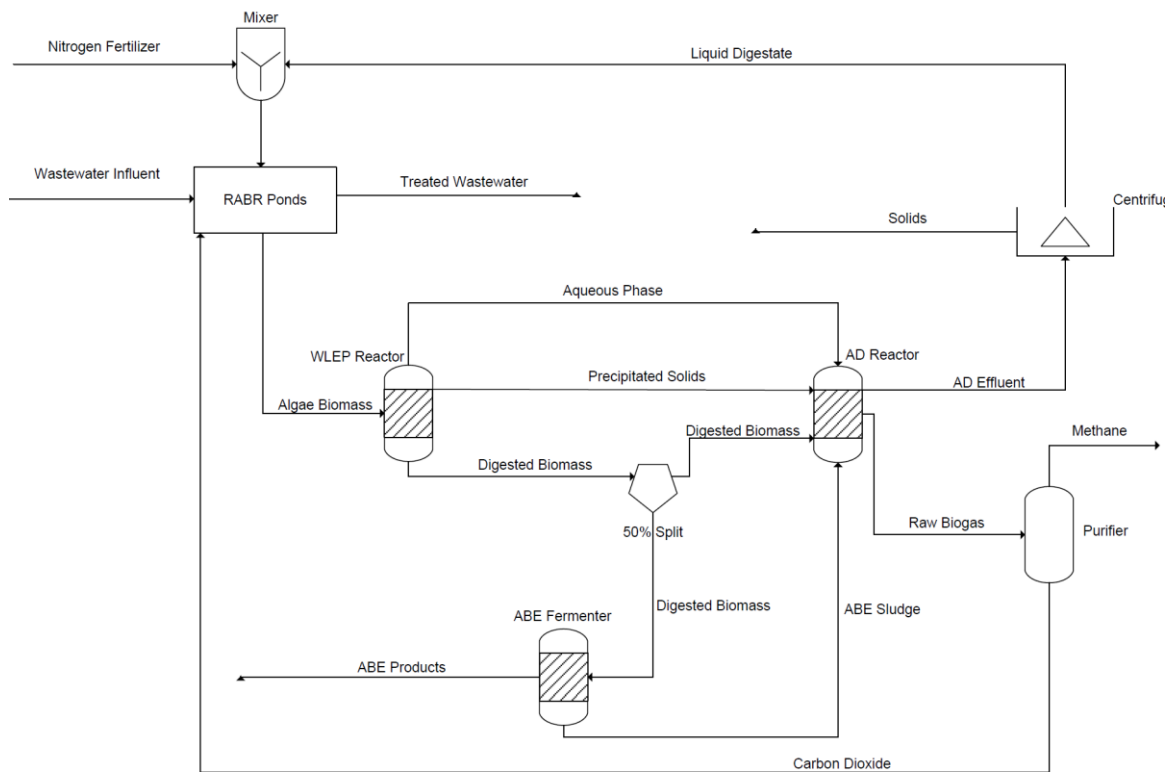 Mixer
Nitrogen Fertilizer
Liquid Digestate
Wastewater Influent
RABR Ponds
Treated Wastewater
Solids
Centrifug
Aqueous Phase
WLEP Reactor
AD Reactor
Precipitated Solids
AD Effluent
Algae Biomass
Digested Biomass
Methane
Digested Biomass
Raw Biogas
Purifier
50% Split
Digested Biomass
ABE Sludge
ABE Fermenter
ABE Products
Carbon Dioxide